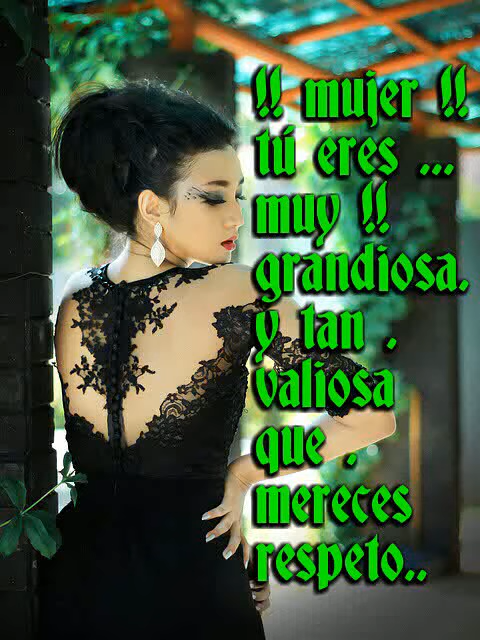 !! mujer !!
tú eres ...
muy !!
grandiosa.
y tan .
valiosa
que .
mereces
respeto..